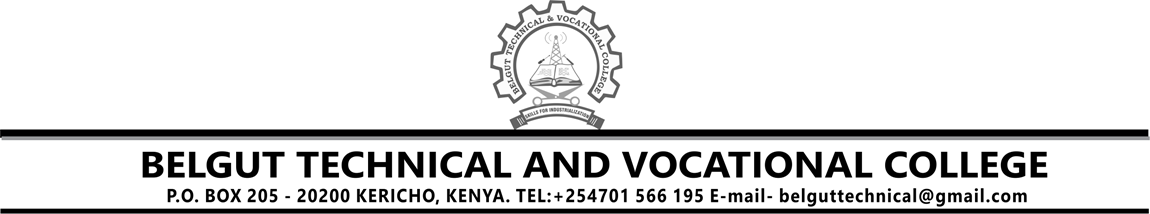 BELGUT TECHNICAL & VOCATIONAL COLLEGE
SKILLS FOR INDUSTRIALIZATION
BELGUT TECHNICAL AND VOCATIONAL COLLEGE
P.O. BOX 205 - 20200 KERICHO, KENYA. TEL:+254701 566 195 E-mail- belguttechnical@gmail.com